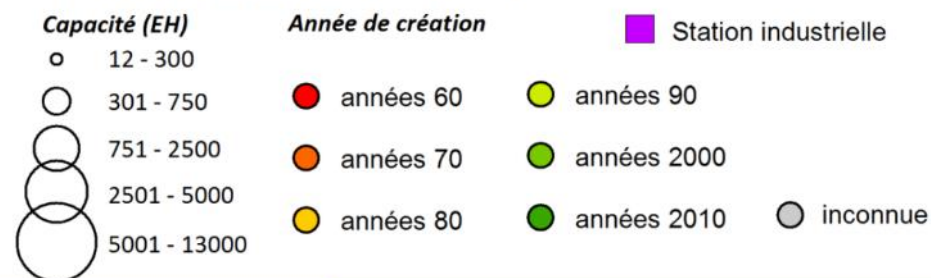 Capacité (EH)
12 - 300
301 - 750
751 - 2500
2501 - 5000
5001 - 13000
Année de création
années 60
années 70
années 80
années 90
années 2000
années 2010
inconnue
Station industrielle